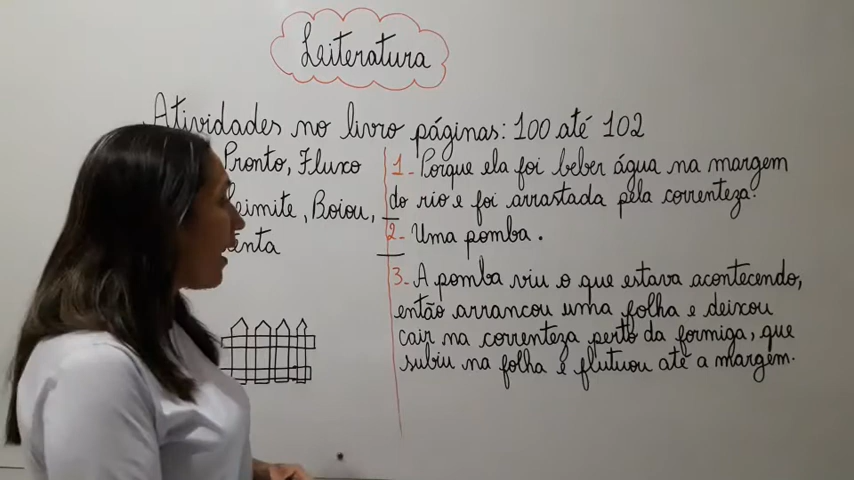 Leiteratura
Atividades no livro páginas: 100 até 102
Pronto, Fluxo
Boiou,
1- Porque ela foi beber água na margem
do rio e foi arrastada pela correnteza.
2- Uma pomba.
3- A pomba viu o que estava acontecendo,
então arrancou uma folha e deixou
cair na correnteza perto da formiga, que
subiu na folha e flutuou até a margem.